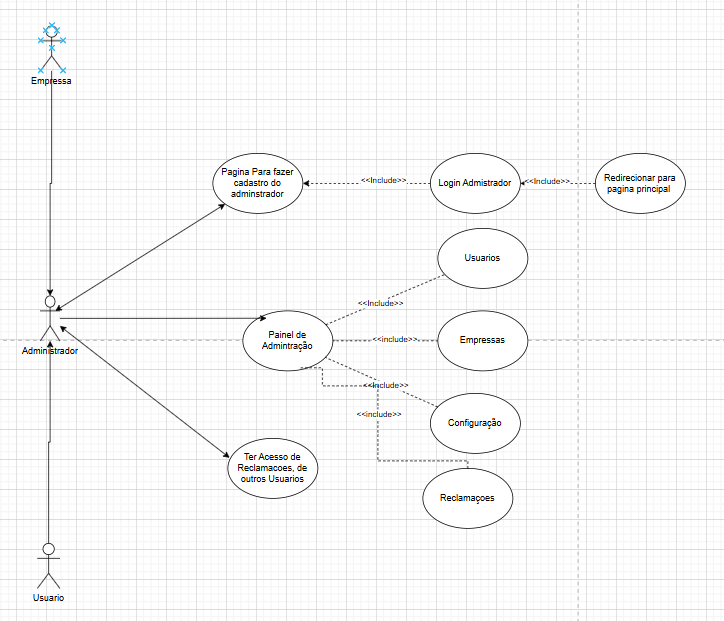 Empressa
Pagina Para fazer
cadastro do
adminstrador
<<Include>>
Login Admistrador
<<Include>>
Redirecionar para
pagina principal
Usuarios
<<Include>>
Administrador
Painel de
Admintração
<<include>>
Empressas
<<Include>>
Configuração
<<include>>
Ter Acesso de
Reclamacoes, de
outros Usuarios
Reclamaçoes
Usuario